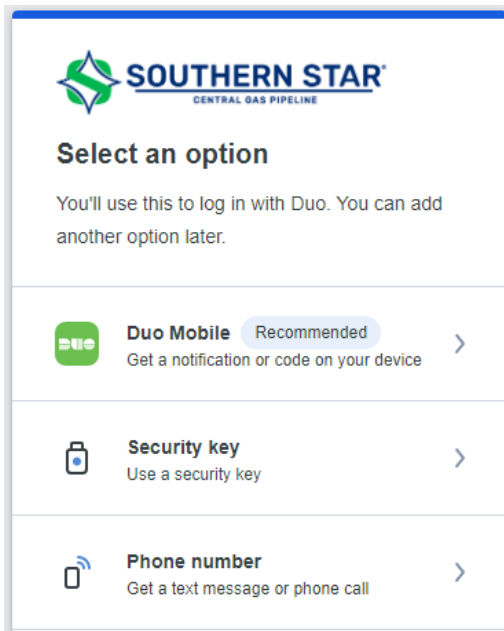 SOUTHERN STAR®
CENTRAL GAS PIPELINE
Select an option
You'll use this to log in with Duo. You can add
another option later.
DUO
Duo Mobile Recommended
Get a notification or code on your device
Security key
Use a security key
Phone number
Get a text message or phone call